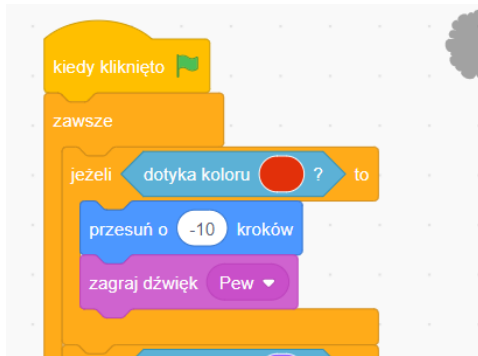 kiedy kliknięto
zawsze
jeżeli dotyka koloru ? to
przesuń o -10 kroków
zagraj dźwięk Pew